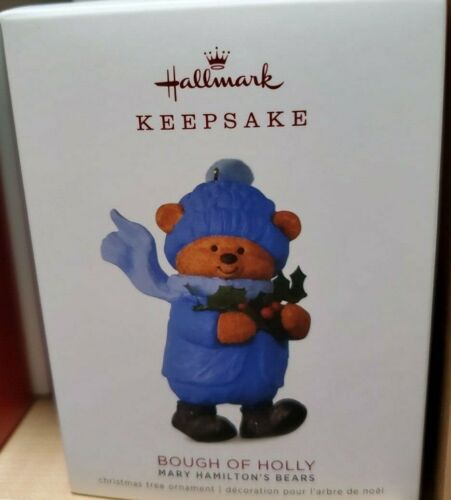 Hallmark
KEEPSAKE
BOUGH OF HOLLY
MARY HAMILTON'S BEARS
christmas tree ornament | décoration pour l'arbre de noël